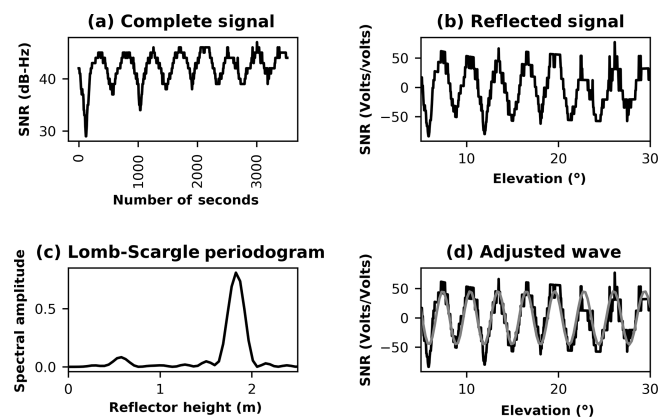 (a) Complete signal
SNR (dB-Hz)
40
30
0
1000
2000
3000
Number of seconds
(b) Reflected signal
SNR (Volts/volts)
50
0
−50
10
20
30
Elevation (°)
(c) Lomb-Scargle periodogram
Spectral amplitude
0.5
0.0
0
1
2
Reflector height (m)
(d) Adjusted wave
SNR (Volts/Volts)
50
0
−50
10
20
30
Elevation (°)